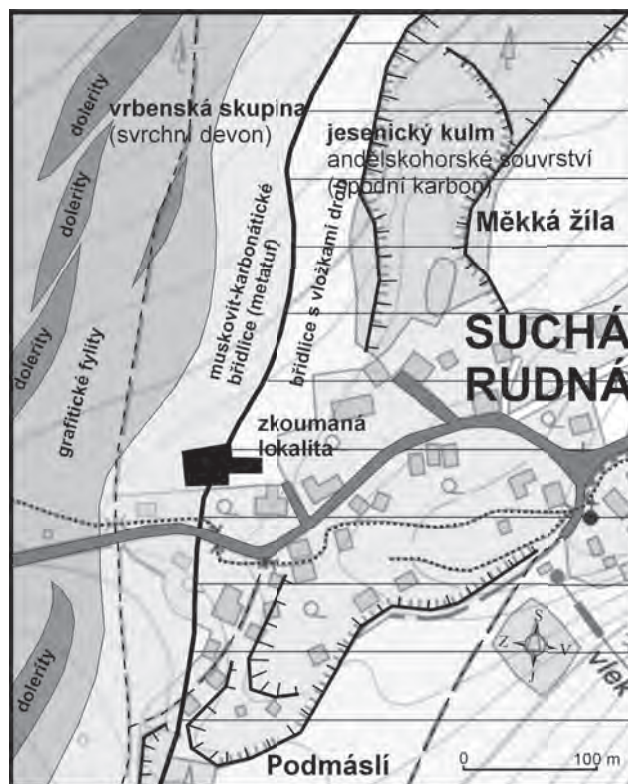 dolerity
vrbenská skupina
(svrchní devon)
jesenický kulm
andělskohorské souvrství
(spodní karbon)
dolerity
Měkká žíla
muskovit-karbonátické
břidlice (metatuf)
břidlice s vložkami drob
SUCHÁ
RUDNÁ
dolerity
grafitické fylity
zkoumaná
lokalita
dolerity
S
Z
V
J
vlek
Podmáslí
0 100 m